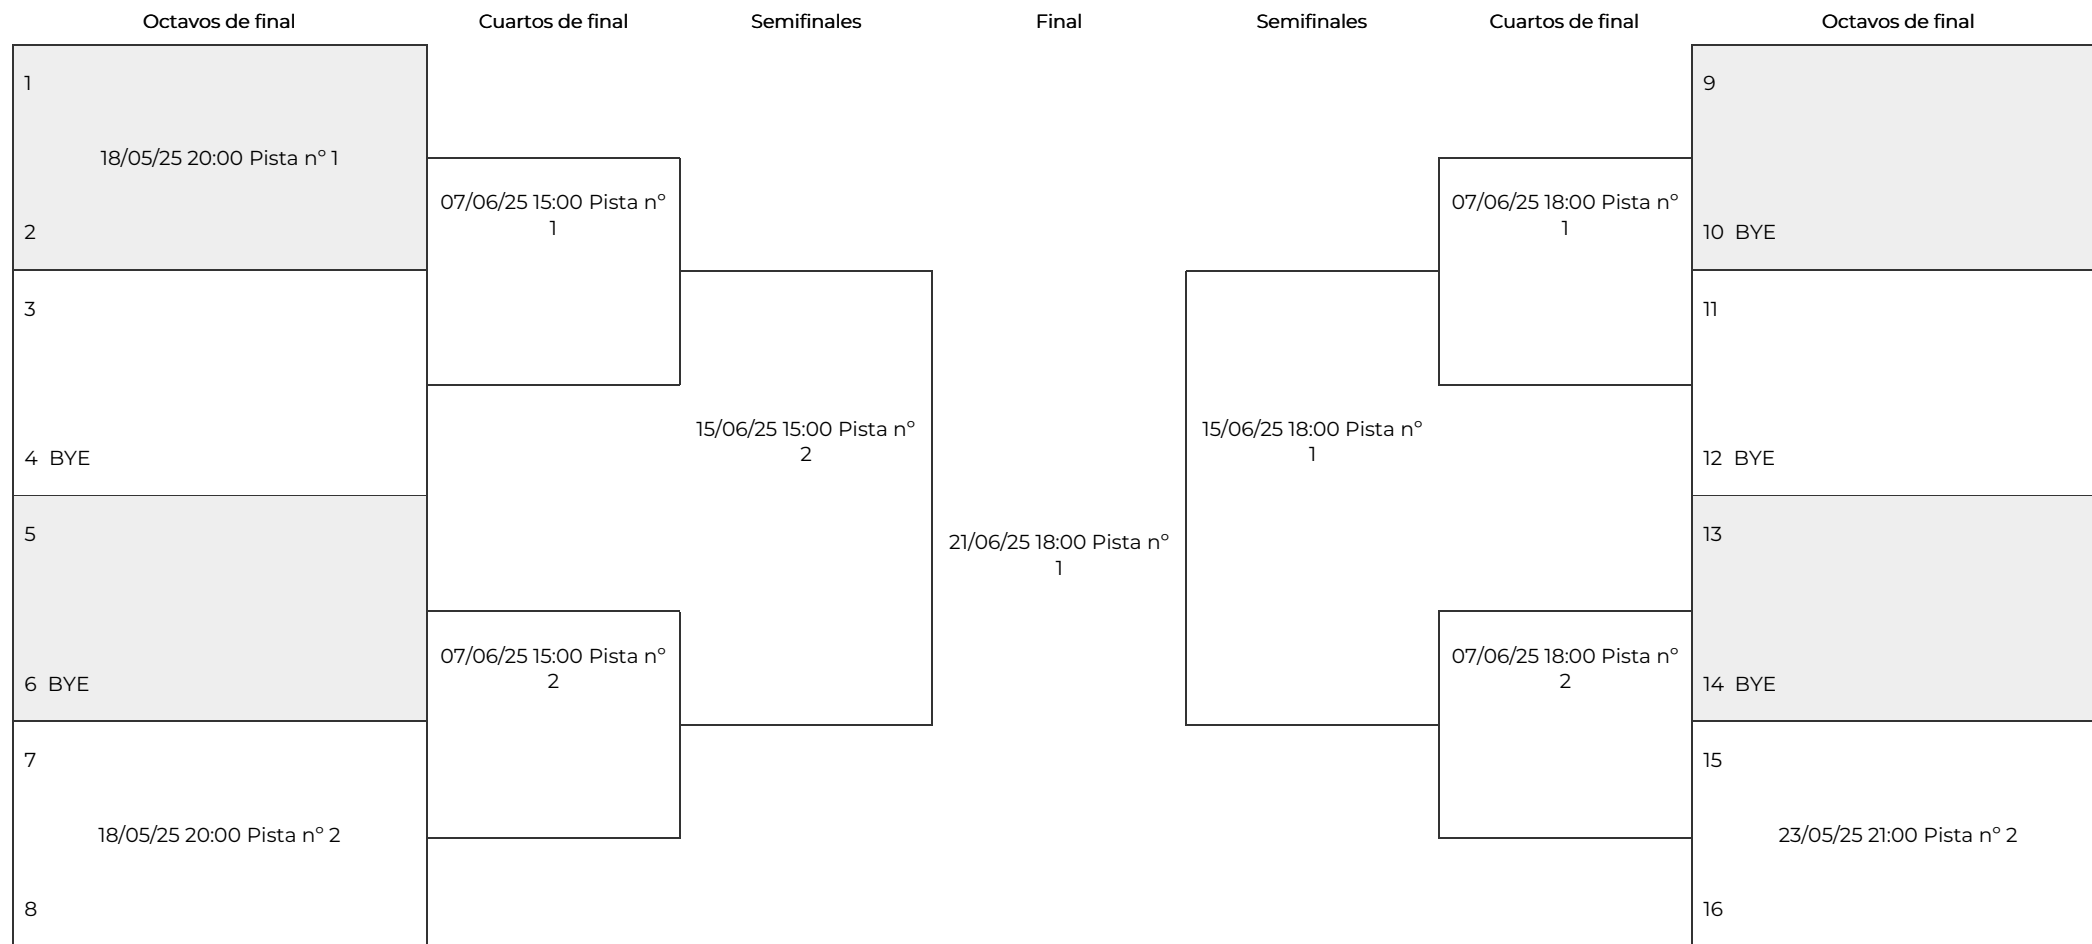 Octavos de final
Cuartos de final
Semifinales
Final
Semifinales
Cuartos de final
Octavos de final
1
18/05/25 20:00 Pista nº 1
2
3
4 BYE
5
6 BYE
7
18/05/25 20:00 Pista nº 2
8
07/06/25 15:00 Pista nº
1
07/06/25 15:00 Pista nº
2
15/06/25 15:00 Pista nº
2
21/06/25 18:00 Pista nº
1
15/06/25 18:00 Pista nº
1
07/06/25 18:00 Pista nº
1
07/06/25 18:00 Pista nº
2
9
10 BYE
11
12 BYE
13
14 BYE
15
23/05/25 21:00 Pista nº 2
16